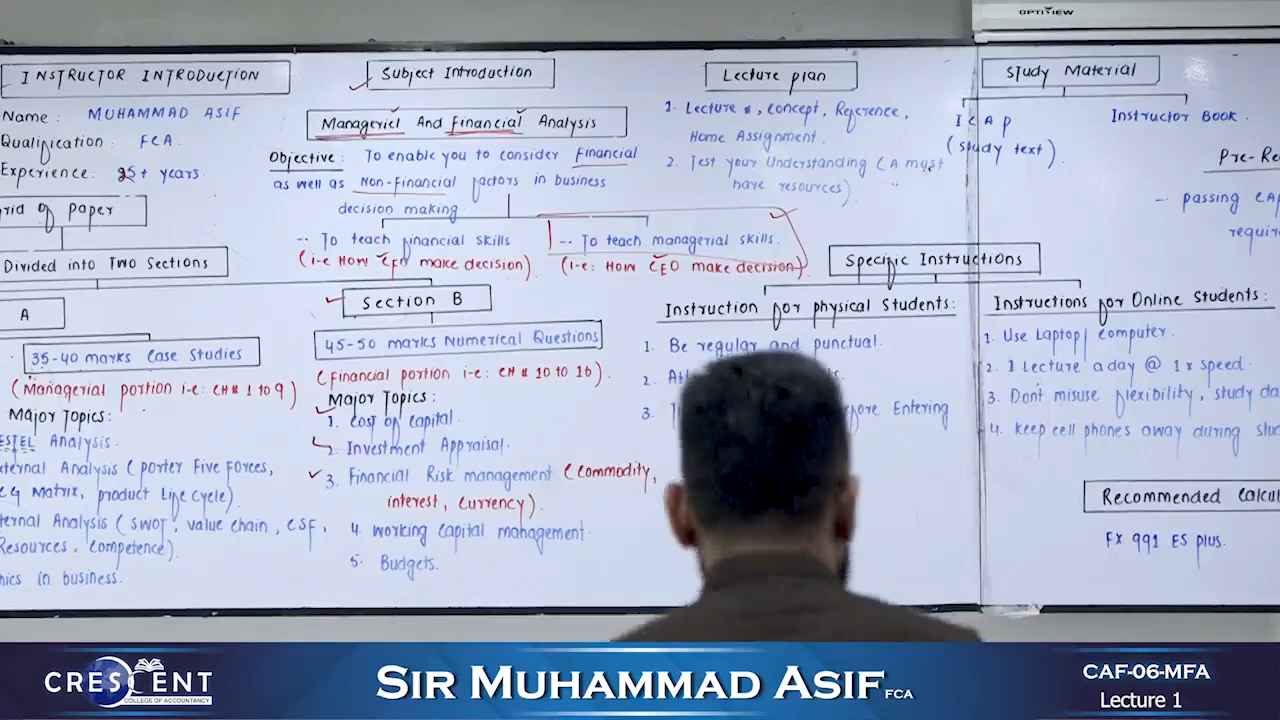 OPTIVIEW
INSTRUCTOR INTRODUCTION
Name: MUHAMMAD ASIF
Qualification: FCA
Experience: 25+ years
rid of paper
Divided into Two Sections
A
35-40 marks Case Studies
(Managerial portion i-e: CH # 1 to 9)
Major Topics:
ESTEL Analysis.
ternal Analysis (porter Five Forces,
CG Matrix, product Life cycle).
ternal Analysis (SWOT, value chain, CSF,
Resources, Competence).
hics in business.
Subject Introduction
Manageriel And Financial Analysis
Objective: To enable you to consider Financial
as well as Non-financial factors in business
decision making
-- To teach financial skills
(i-e How CFO make decision)
-- To teach managerial skills.
(i-e: How CEO make decision)
Section B
45-50 marks Numerical Questions
(Financial portion i-e: CH # 10 to 16).
Major Topics:
1. Cost of capital.
2. Investment Appraisal.
3. Financial Risk management (Commodity,
interest, Currency).
4. Working Capital management.
5. Budgets.
Lecture plan
1. Lecture #, Concept, Reference,
Home Assignment.
2. Test your Understanding (A must
have resources).
Study Material
ICAP
(Study text).
Instructor Book.
Pre-Re
- passing CA
requir
Specific Instructions
Instruction for physical Students:
1. Be regular and punctual.
2.
3. fore Entering
Instructions for Online Students:
1. Use Laptop/computer.
2. 1 Lecture a day @ 1x speed.
3. Don't misuse flexibility, study da
4. Keep cell phones away during stu
Recommended Calcu
FX 991 ES plus.
CRESCENT
COLLEGE OF ACCOUNTANCY
SIR MUHAMMAD ASIF FCA
CAF-06-MFA
Lecture 1